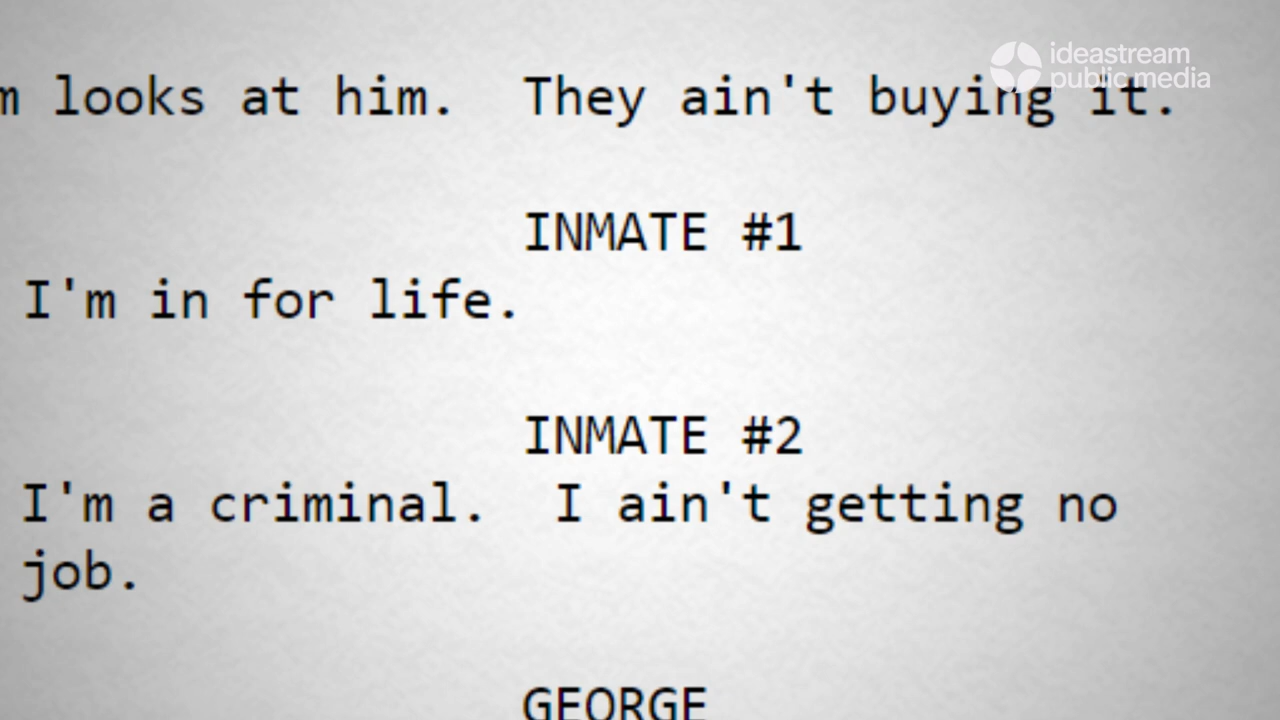 ideastream
public media
m looks at him.  They ain't buying it.
INMATE #1
I'm in for life.
INMATE #2
I'm a criminal.  I ain't getting no
job.
GEORGE